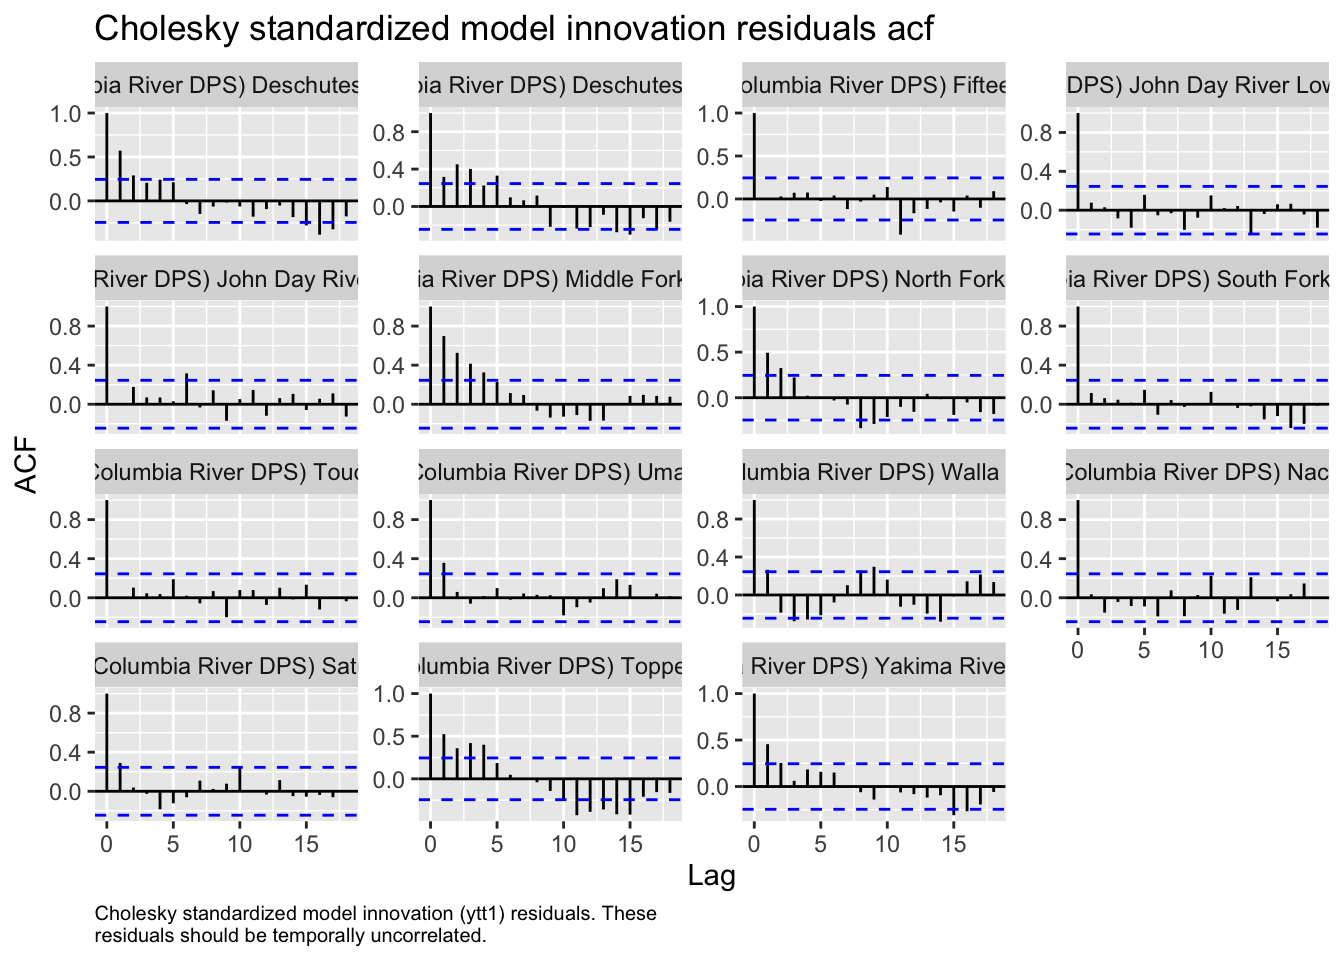 Cholesky standardized model innovation residuals acf
bia River DPS) Deschutes
bia River DPS) Deschutes
olumbia River DPS) Fiftee
DPS) John Day River Low
1.0
0.5
0.0
0.8
0.4
0.0
1.0
0.5
0.0
0.8
0.4
0.0
River DPS) John Day Rive
ia River DPS) Middle Fork
bia River DPS) North Fork
ia River DPS) South Fork
0.8
0.4
0.0
0.8
0.4
0.0
1.0
0.5
0.0
0.8
0.4
0.0
ACF
Columbia River DPS) Touc
Columbia River DPS) Uma
lumbia River DPS) Walla
Columbia River DPS) Nac
0.8
0.4
0.0
0.8
0.4
0.0
0.8
0.4
0.0
0.8
0.4
0.0
0 5 10 15
Columbia River DPS) Satu
olumbia River DPS) Toppe
River DPS) Yakima Rive
0.8
0.4
0.0
1.0
0.5
0.0
1.0
0.5
0.0
0 5 10 15
0 5 10 15
0 5 10 15
Lag
Cholesky standardized model innovation (ytt1) residuals. These
residuals should be temporally uncorrelated.